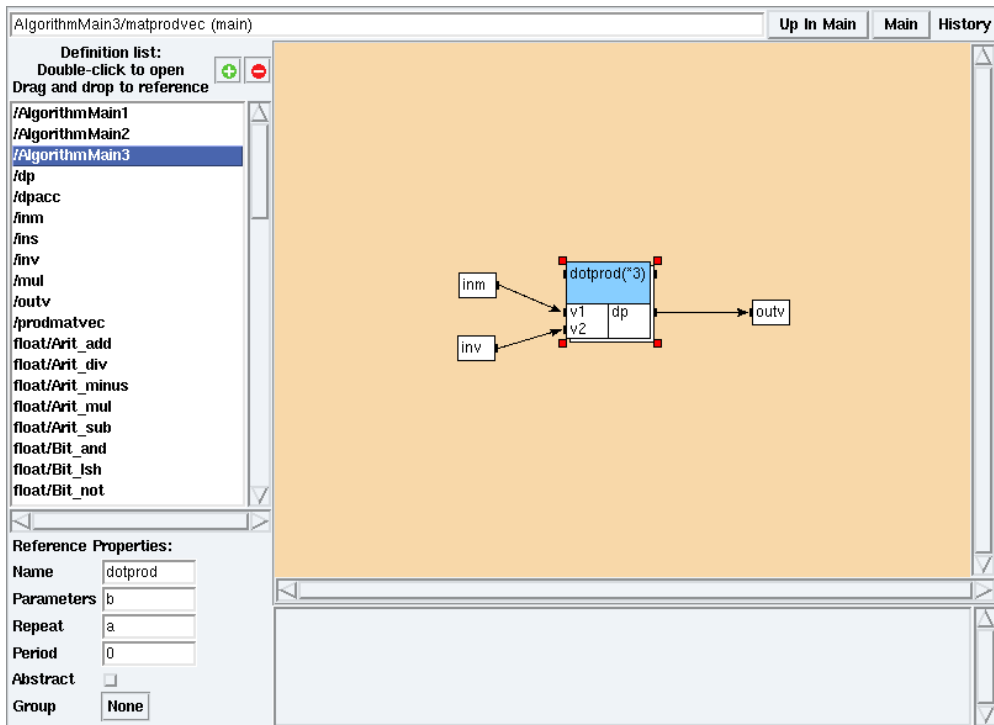 AlgorithmMain3/matprodvec (main)
Up In Main
Main
History
Definition list:
Double-click to open
Drag and drop to reference
/AlgorithmMain1
/AlgorithmMain2
/AlgorithmMain3
/dp
/dpacc
/inm
/ins
/inv
/mul
/outv
/prodmatvec
float/Arit_add
float/Arit_div
float/Arit_minus
float/Arit_mul
float/Arit_sub
float/Bit_and
float/Bit_lsh
float/Bit_not
inm
inv
dotprod(*3)
v1 dp
v2
outv
Reference Properties:
Name dotprod
Parameters b
Repeat a
Period 0
Abstract
Group None